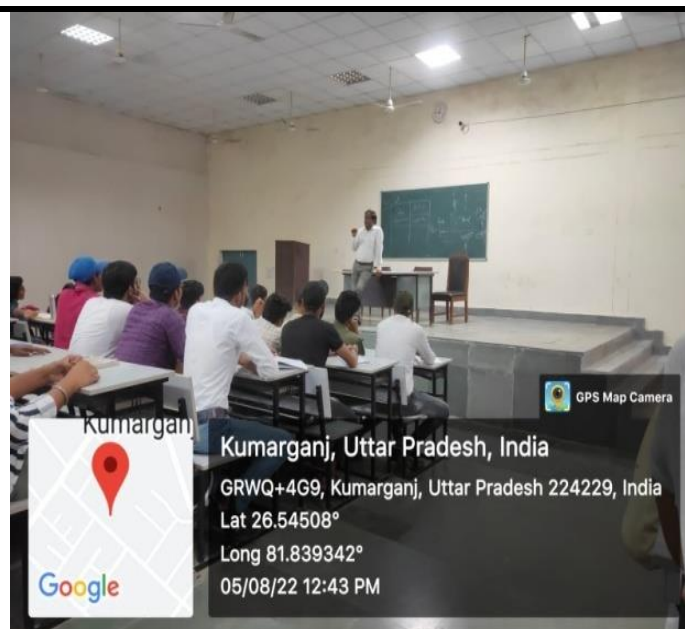 GPS Map Camera
Kumarganj
Kumarganj, Uttar Pradesh, India
GRWQ+4G9, Kumarganj, Uttar Pradesh 224229, India
Lat 26.54508°
Long 81.839342°
05/08/22 12:43 PM
Google